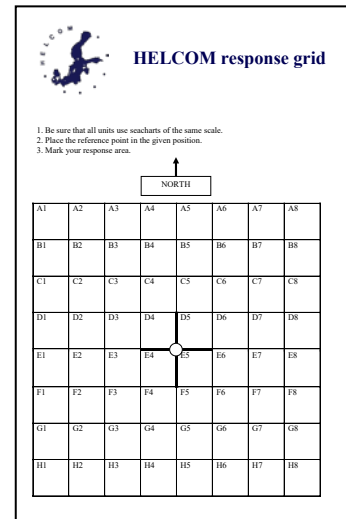 HELCOM
HELCOM response grid
1. Be sure that all units use seacharts of the same scale.
2. Place the reference point in the given position.
3. Mark your response area.
NORTH
A1 A2 A3 A4 A5 A6 A7 A8
B1 B2 B3 B4 B5 B6 B7 B8
C1 C2 C3 C4 C5 C6 C7 C8
D1 D2 D3 D4 D5 D6 D7 D8
E1 E2 E3 E4 E5 E6 E7 E8
F1 F2 F3 F4 F5 F6 F7 F8
G1 G2 G3 G4 G5 G6 G7 G8
H1 H2 H3 H4 H5 H6 H7 H8